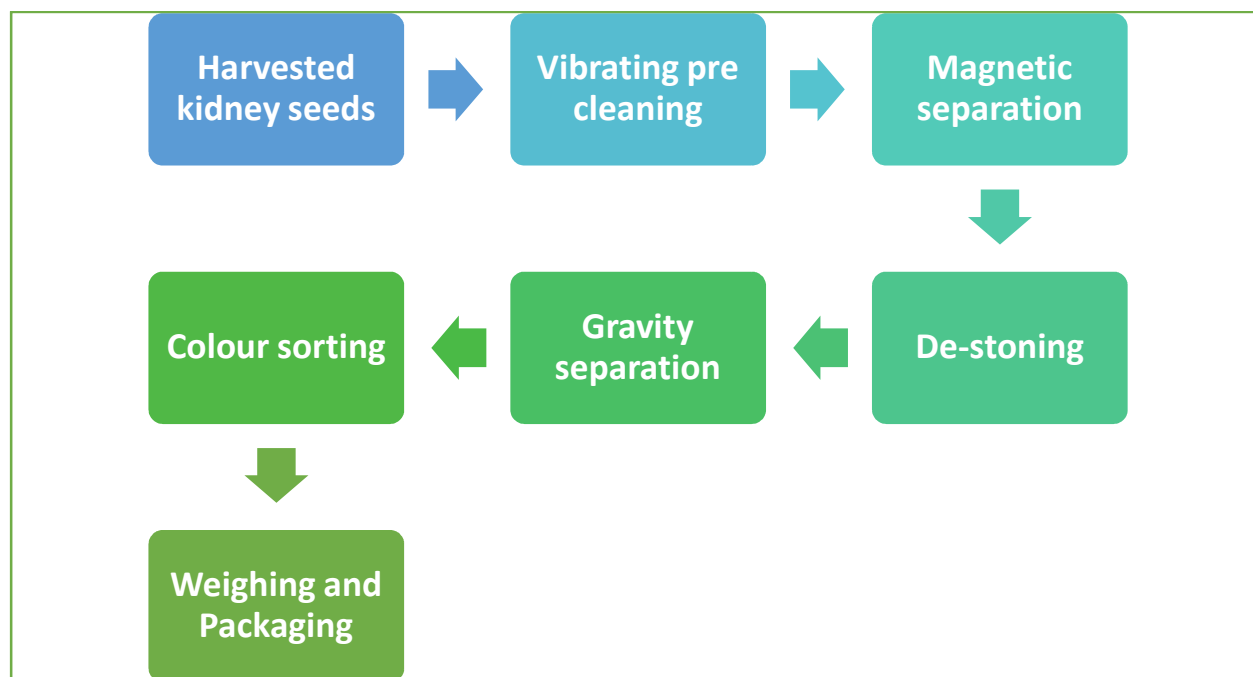 Harvested
kidney seeds
Vibrating pre
cleaning
Magnetic
separation
De-stoning
Gravity
separation
Colour sorting
Weighing and
Packaging